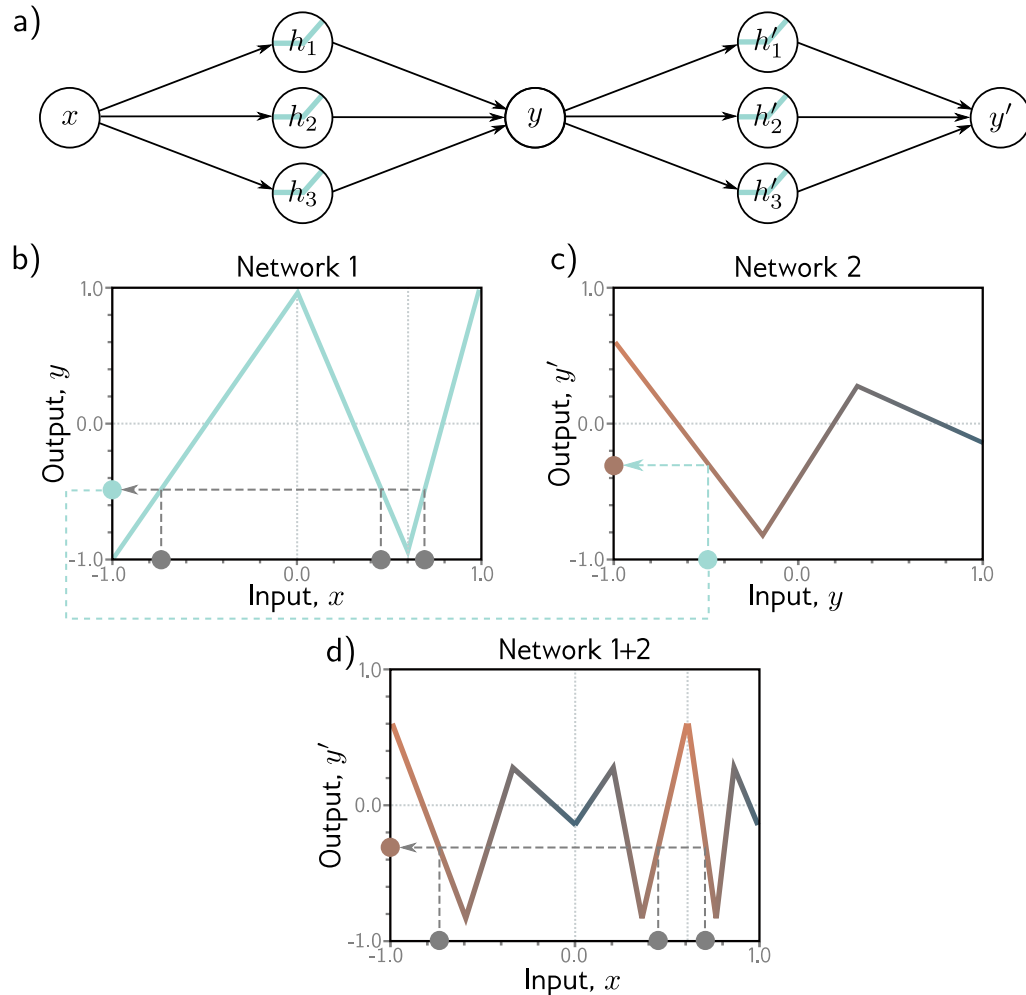 a)
h₁ h′₁
x h₂ y h′₂ y′
h₃ h′₃
b) Network 1
Output, y
1.0
0.0
-1.0
-1.0 0.0 1.0
Input, x
c) Network 2
Output, y′
1.0
0.0
-1.0
-1.0 0.0 1.0
Input, y
d) Network 1+2
Output, y′
1.0
0.0
-1.0
-1.0 0.0 1.0
Input, x